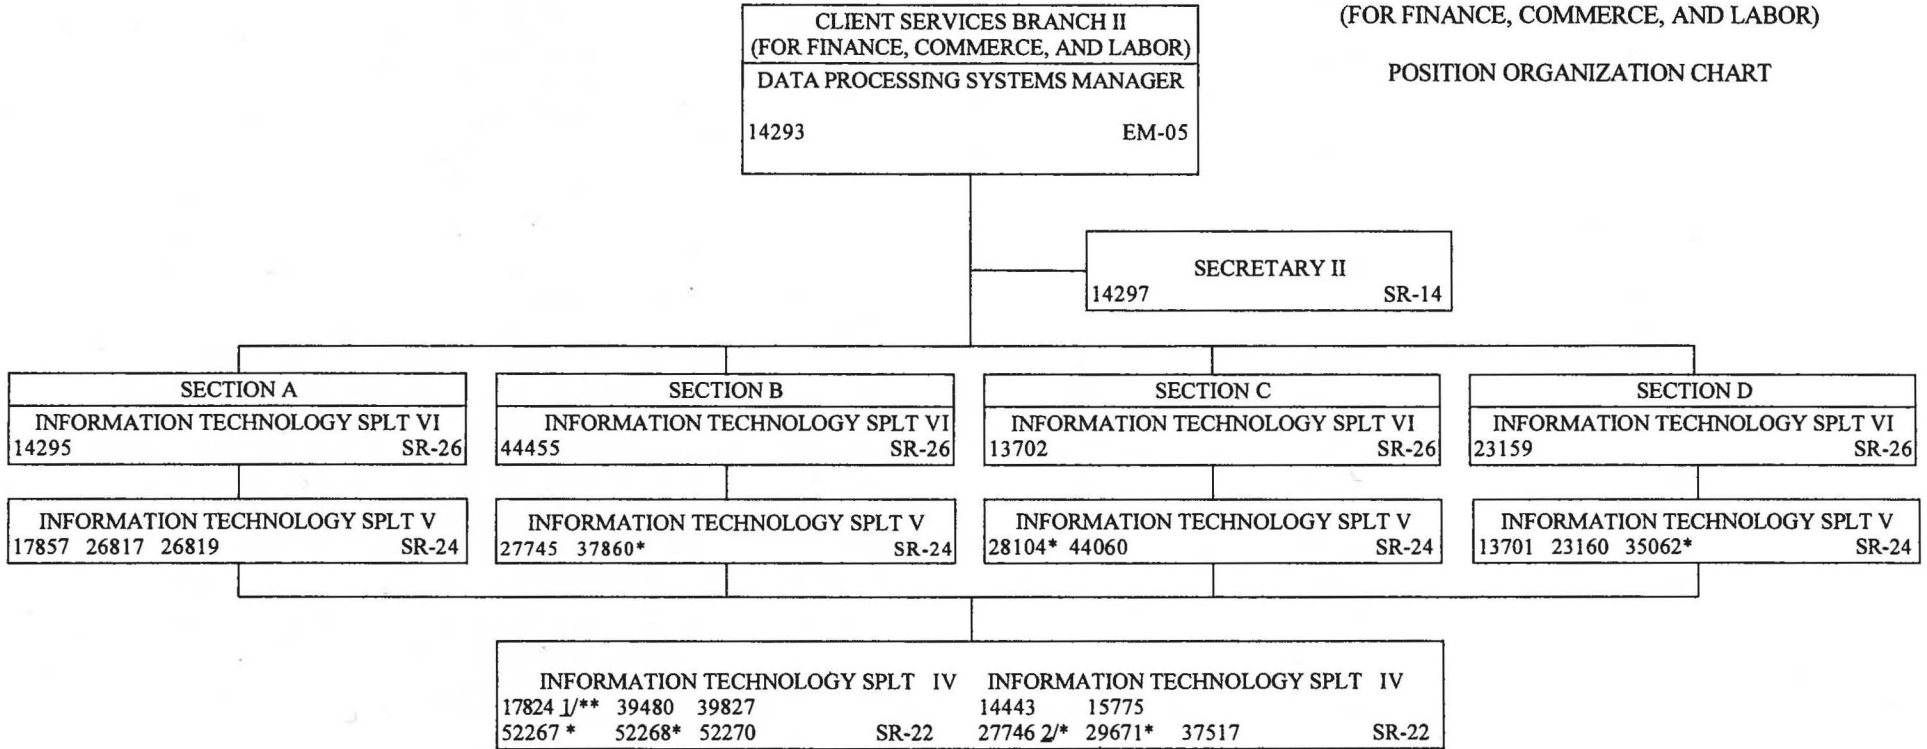 (FOR FINANCE, COMMERCE, AND LABOR)
POSITION ORGANIZATION CHART
CLIENT SERVICES BRANCH II
(FOR FINANCE, COMMERCE, AND LABOR)
DATA PROCESSING SYSTEMS MANAGER
14293 EM-05
SECRETARY II
14297 SR-14
SECTION A
INFORMATION TECHNOLOGY SPLT VI
14295 SR-26
INFORMATION TECHNOLOGY SPLT V
17857 26817 26819 SR-24
SECTION B
INFORMATION TECHNOLOGY SPLT VI
44455 SR-26
INFORMATION TECHNOLOGY SPLT V
27745 37860* SR-24
SECTION C
INFORMATION TECHNOLOGY SPLT VI
13702 SR-26
INFORMATION TECHNOLOGY SPLT V
28104* 44060 SR-24
SECTION D
INFORMATION TECHNOLOGY SPLT VI
23159 SR-26
INFORMATION TECHNOLOGY SPLT V
13701 23160 35062* SR-24
INFORMATION TECHNOLOGY SPLT IV
17824 1/** 39480 39827
52267 * 52268* 52270 SR-22
INFORMATION TECHNOLOGY SPLT IV
14443 15775
27746 2/* 29671* 37517 SR-22